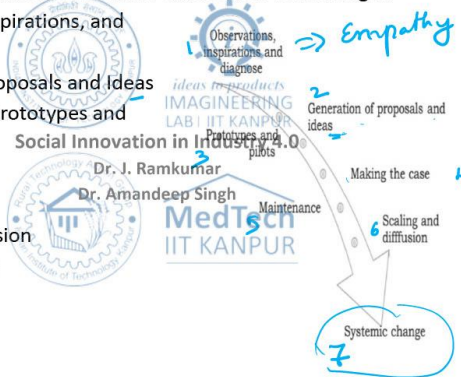 pirations, and
oposals and Ideas
rototypes and
sion
1 Observations,
inspirations and
diagnose
=> Empathy
ideas to products
IMAGINEERING
LAB | IIT KANPUR
2
Generation of proposals and
ideas
Social Innovation in Industry 4.0
Prototypes and
pilots
3
Dr. J. Ramkumar
Dr. Amandeep Singh
Making the case
Maintenance
5
MedTech
IIT KANPUR
6 Scaling and
difffusion
Systemic change
7